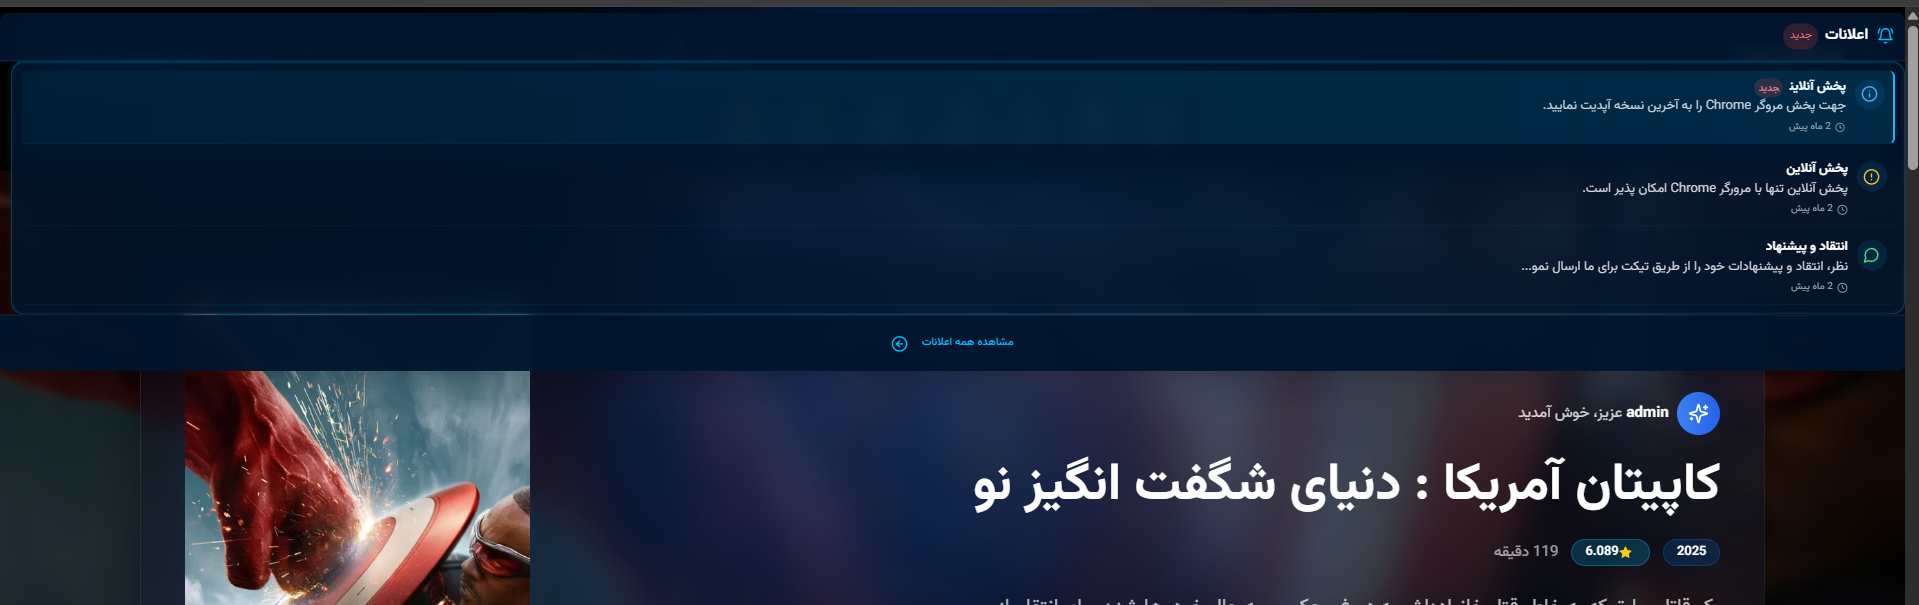 اعلانات جدید
پخش آنلاین جدید
جهت پخش مروگر Chrome را به آخرین نسخه آپدیت نمایید.
2 ماه پیش
پخش آنلاین
پخش آنلاین تنها با مرورگر Chrome امکان پذیر است.
2 ماه پیش
انتقاد و پیشنهاد
نظر، انتقاد و پیشنهادات خود را از طریق تیکت برای ما ارسال نمو...
2 ماه پیش
مشاهده همه اعلانات
admin عزیز، خوش آمدید
کاپیتان آمریکا : دنیای شگفت انگیز نو
2025 6.089 119 دقیقه